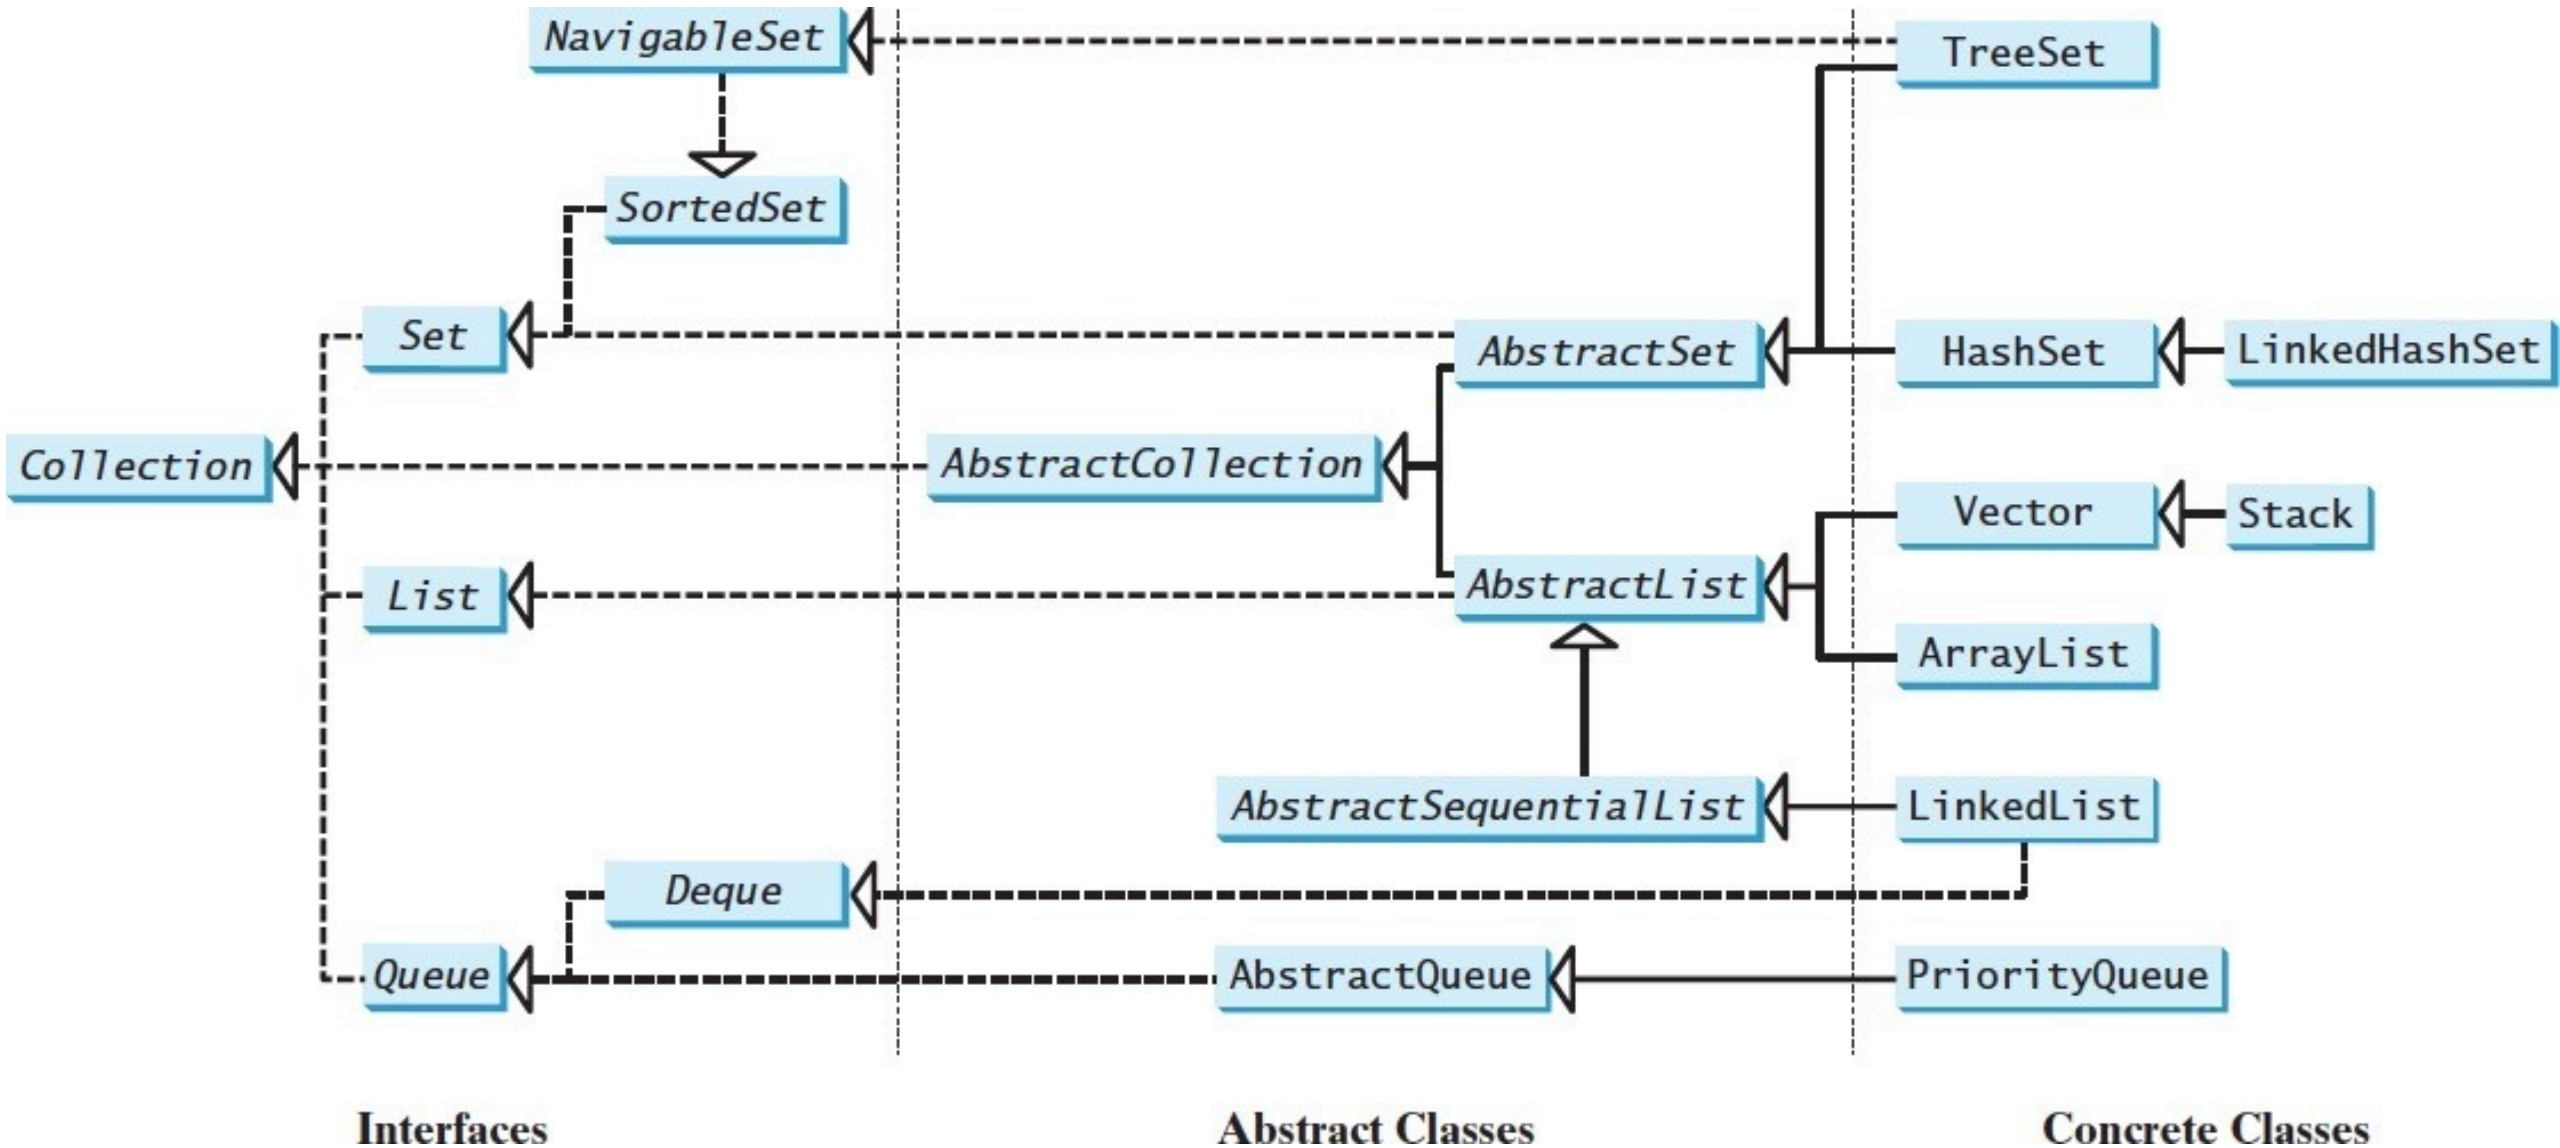 NavigableSet
TreeSet
SortedSet
Set
AbstractSet
HashSet
LinkedHashSet
Collection
AbstractCollection
Vector
Stack
List
AbstractList
ArrayList
AbstractSequentialList
LinkedList
Deque
Queue
AbstractQueue
PriorityQueue
Interfaces
Abstract Classes
Concrete Classes